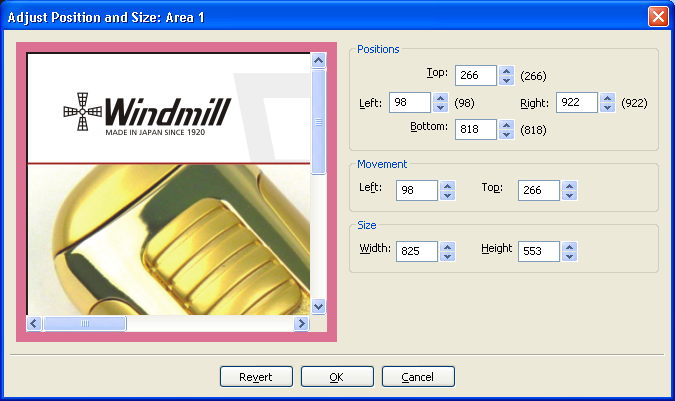 Adjust Position and Size: Area 1
Windmill
MADE IN JAPAN SINCE 1920
Positions
Top: 266 (266)
Left: 98 (98) Right: 922 (922)
Bottom: 818 (818)
Movement
Left: 98 Top: 266
Size
Width: 825 Height 553
Revert OK Cancel